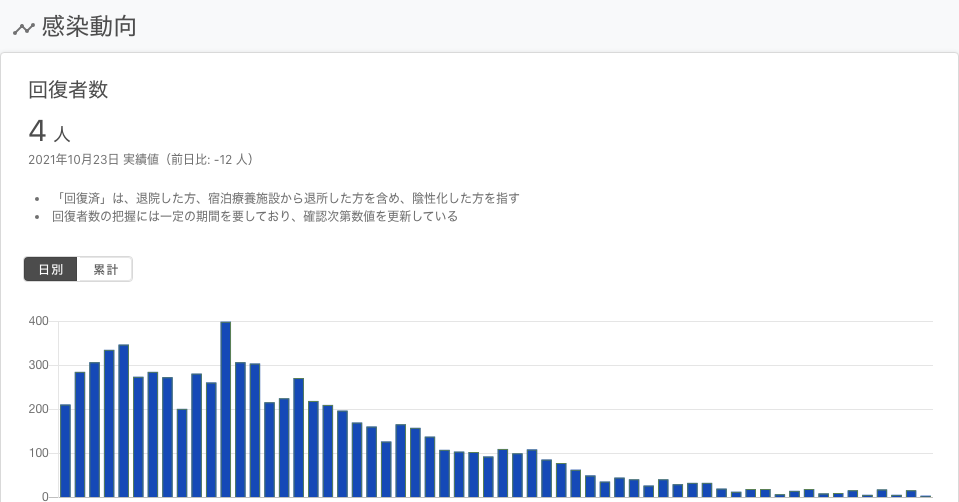 感染動向
回復者数
4 人
2021年10月23日 実績値（前日比: -12 人）
• 「回復済」は、退院した方、宿泊療養施設から退所した方を含め、陰性化した方を指す
• 回復者数の把握には一定の期間を要しており、確認次第数値を更新している
日別 累計
400
300
200
100
0